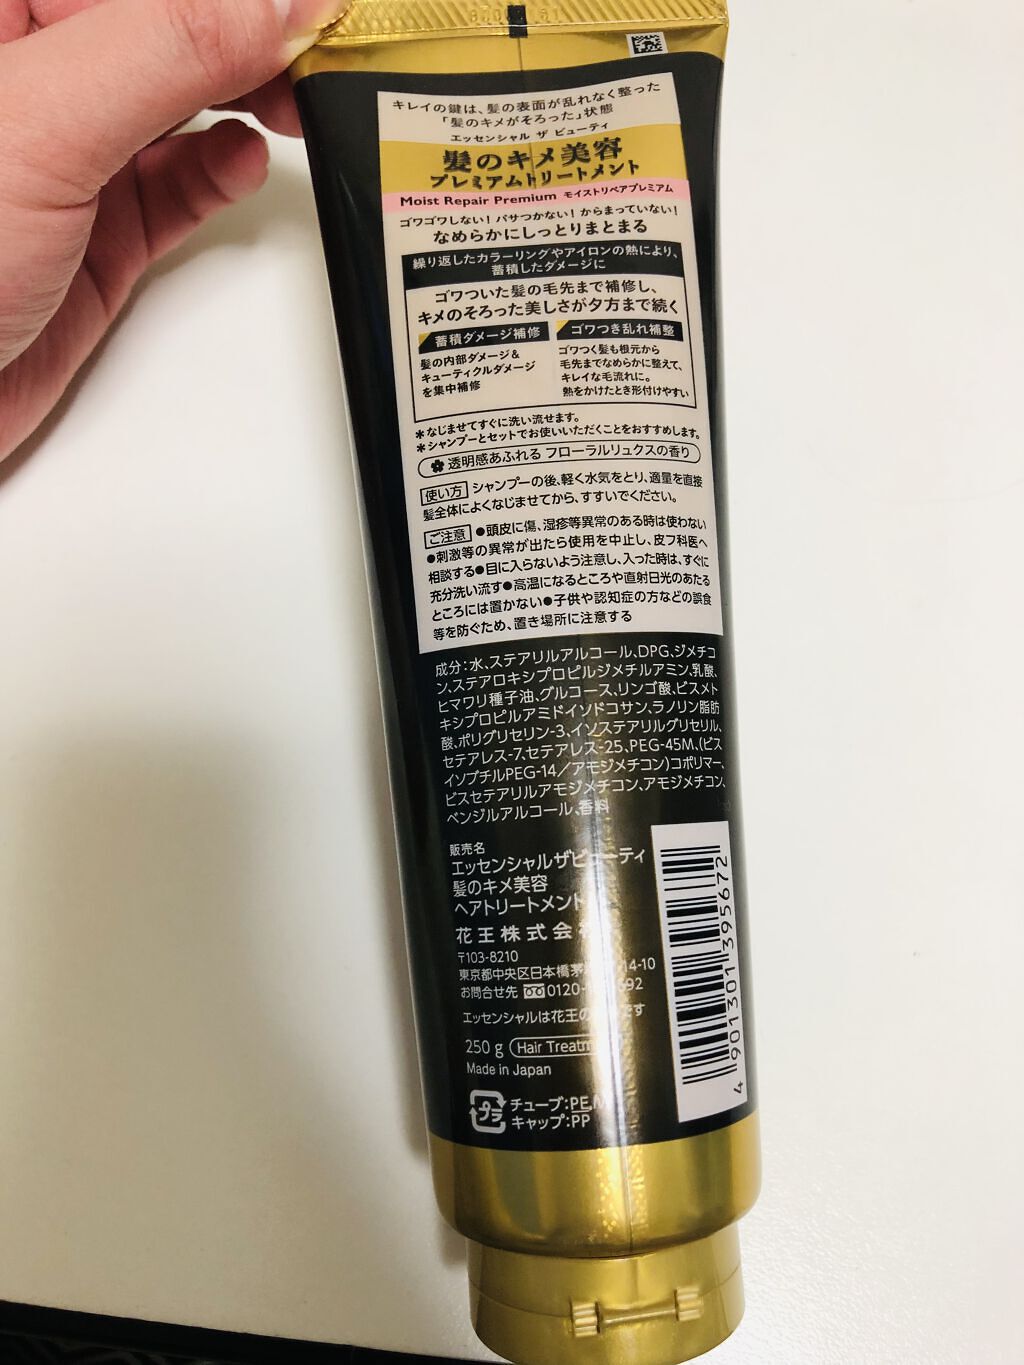 キレイの鍵は、髪の表面が乱れなく整った
「髪のキメがそろった」状態
エッセンシャル ザ ビューティ
髪のキメ美容
プレミアムトリートメント
Moist Repair Premium モイストリペアプレミアム
ゴワゴワしない！パサつかない！からまっていない！
なめらかにしっとりまとまる
繰り返したカラーリングやアイロンの熱により、
蓄積したダメージに
ゴワついた髪の毛先まで補修し、
キメのそろった美しさが夕方まで続く
蓄積ダメージ補修
髪の内部ダメージ＆
キューティクルダメージ
を集中補修
ゴワつき乱れ補整
ゴワつく髪も根元から
毛先までなめらかに整えて、
キレイな毛流れに。
熱をかけたとき形付けやすい
＊なじませてすぐに洗い流せます。
＊シャンプーとセットでお使いいただくことをおすすめします。
透明感あふれる フローラルリュクスの香り
使い方 シャンプーの後、軽く水気をとり、適量を直接
髪全体によくなじませてから、すすいでください。
ご注意 ●頭皮に傷、湿疹等異常のある時は使わない
●刺激等の異常が出たら使用を中止し、皮フ科医へ
相談する●目に入らないよう注意し、入った時は、すぐに
充分洗い流す●高温になるところや直射日光のあたる
ところには置かない●子供や認知症の方などの誤食
等を防ぐため、置き場所に注意する
成分：水、ステアリルアルコール、DPG、ジメチコ
ン、ステアロキシプロピルジメチルアミン、乳酸、
ヒマワリ種子油、グルコース、リンゴ酸、ビスメト
キシプロピルアミドイソドコサン、ラノリン脂肪
酸、ポリグリセリン-3、イソステアリルグリセリル、
セテアレス-7、セテアレス-25、PEG-45M、（ビス
イソブチルPEG-14／アモジメチコン）コポリマー、
ビスセテアリルアモジメチコン、アモジメチコン、
ベンジルアルコール、香料
販売名
エッセンシャルザビューティ
髪のキメ美容
ヘアトリートメント
花王株式会
〒103-8210
東京都中央区日本橋茅 14-10
お問合せ先 0120- 692
エッセンシャルは花王の です
250 g Hair Treatm
Made in Japan
プラ チューブ：PE,M
キャップ：PP
4 901301 395672